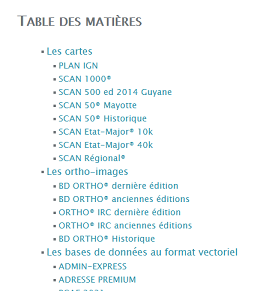 TABLE DES MATIÈRES
Les cartes
PLAN IGN
SCAN 1000®
SCAN 500 ed 2014 Guyane
SCAN 50® Mayotte
SCAN 50® Historique
SCAN Etat-Major® 10k
SCAN Etat-Major® 40k
SCAN Régional®
Les ortho-images
BD ORTHO® dernière édition
BD ORTHO® anciennes éditions
ORTHO® IRC dernière édition
ORTHO® IRC anciennes éditions
BD ORTHO® Historique
Les bases de données au format vectoriel
ADMIN-EXPRESS
ADRESSE PREMIUM